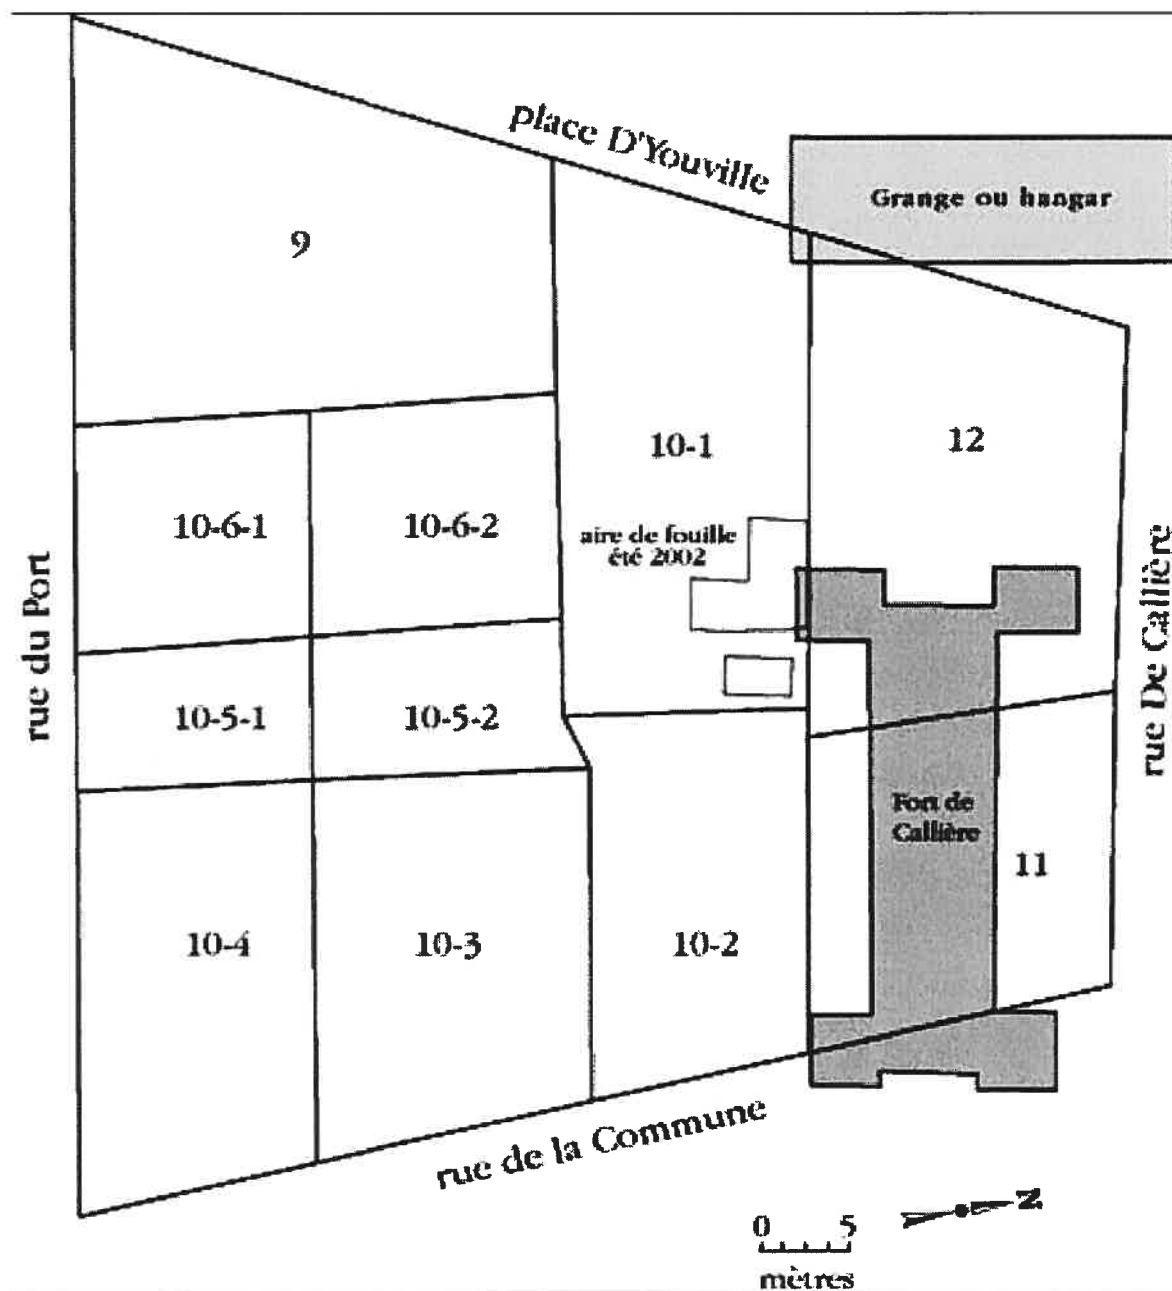 place D'Youville
Grange ou hangar
9
10-1
12
10-6-1
10-6-2
aire de fouille
été 2002
rue du Port
rue De Callière
10-5-1
10-5-2
Fort de
Callière
11
10-4
10-3
10-2
rue de la Commune
N
0 5
mètres